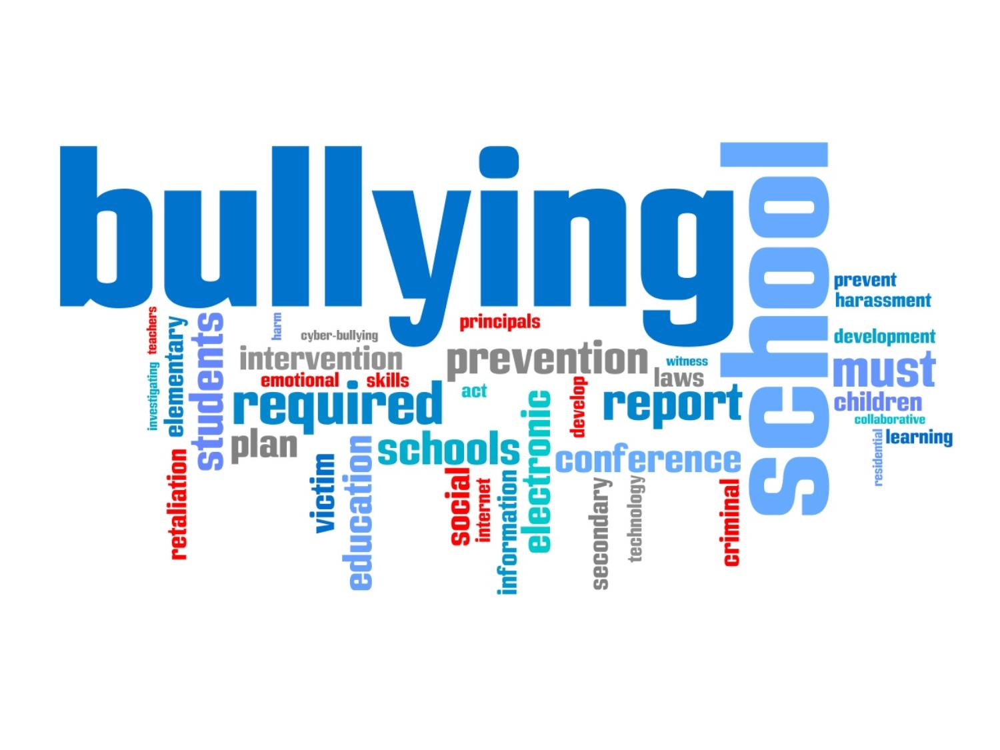 bullying
school
prevent
harassment
teachers
elementary
students
harm
cyber-bullying
principals
development
intervention
prevention
witness
must
investigating
emotional
skills
laws
required
act
develop
report
children
collaborative
plan
schools
electronic
conference
learning
residential
retaliation
victim
education
social
internet
information
secondary
technology
criminal